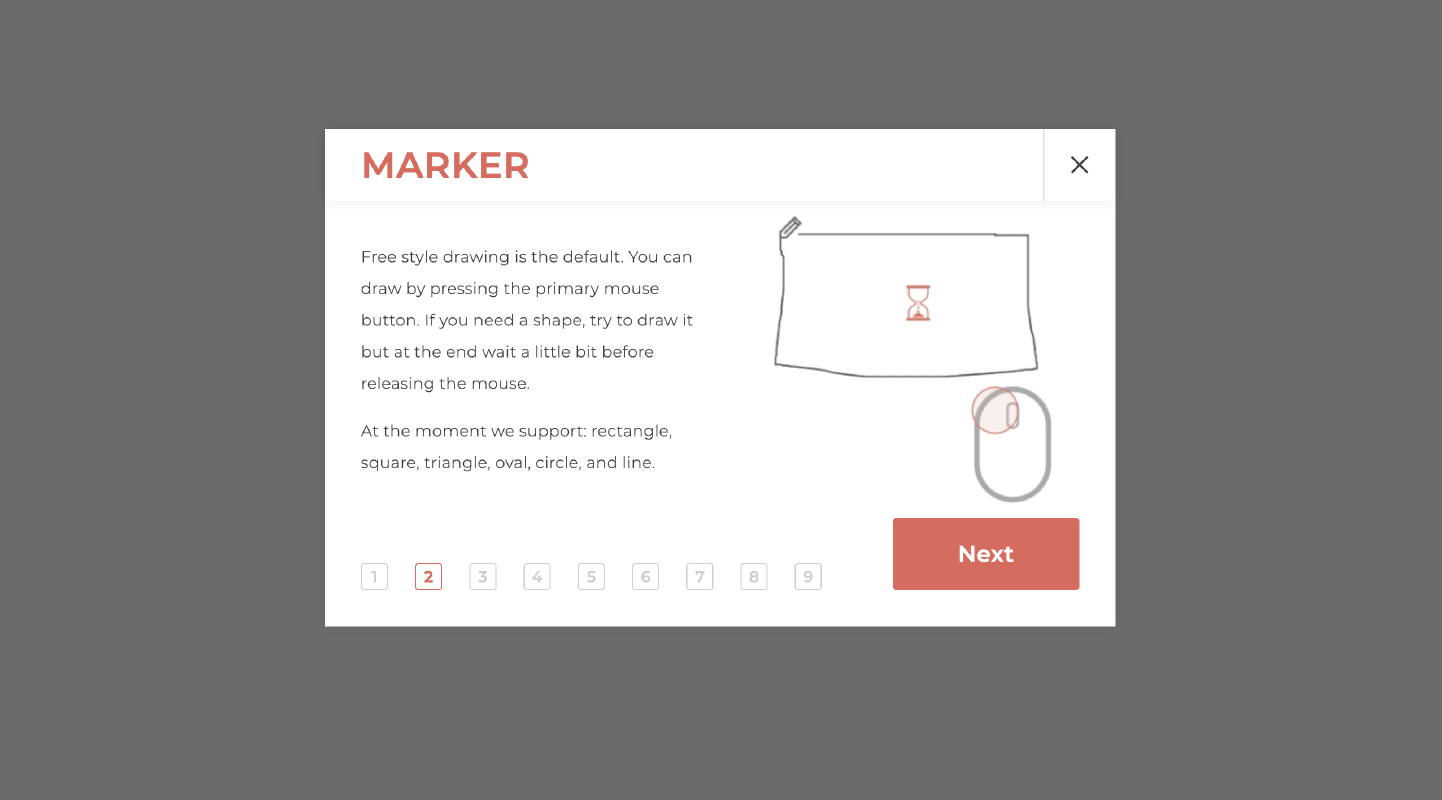 MARKER
Free style drawing is the default. You can
draw by pressing the primary mouse
button. If you need a shape, try to draw it
but at the end wait a little bit before
releasing the mouse.
At the moment we support: rectangle,
square, triangle, oval, circle, and line.
Next
1 2 3 4 5 6 7 8 9